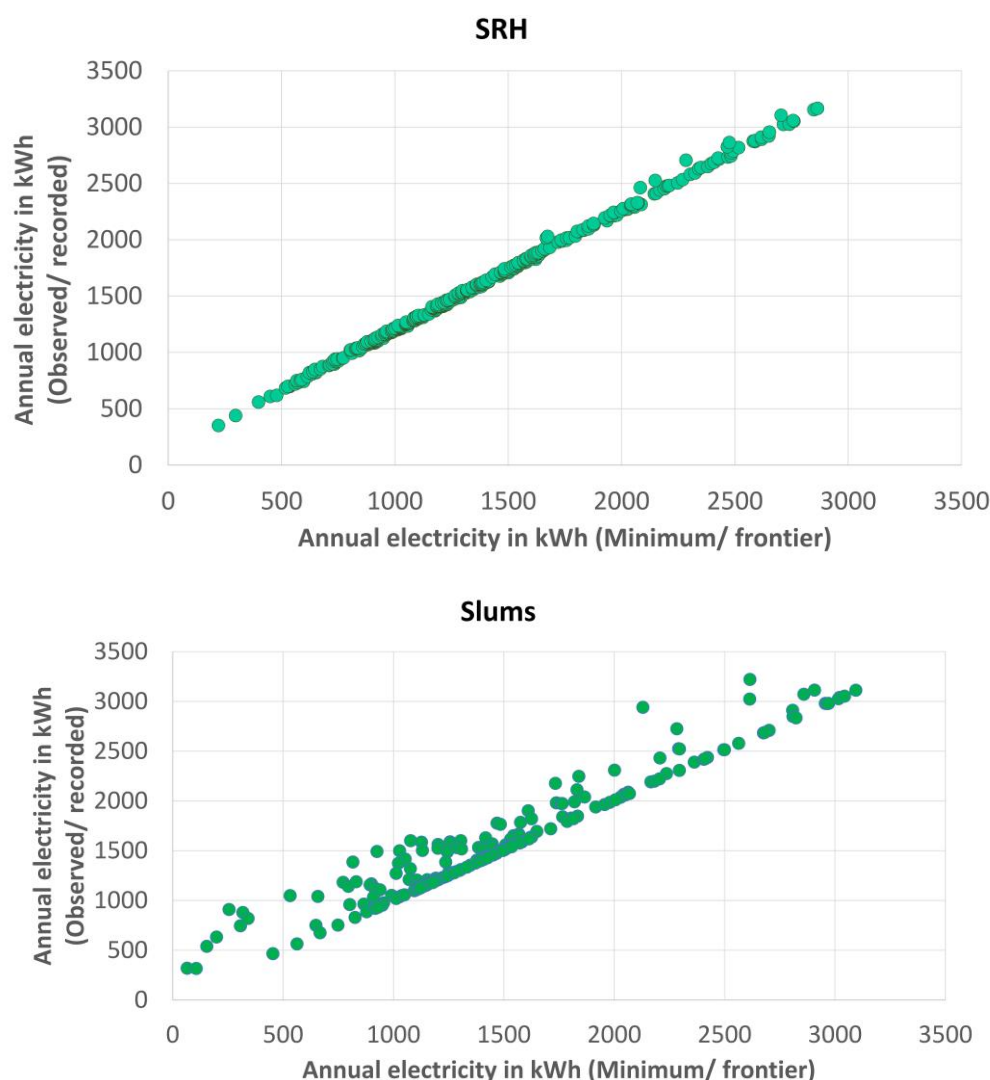 SRH
3500
3000
2500
2000
1500
1000
500
0
Annual electricity in kWh
(Observed/ recorded)
0 500 1000 1500 2000 2500 3000 3500
Annual electricity in kWh (Minimum/ frontier)
Slums
3500
3000
2500
2000
1500
1000
500
0
Annual electricity in kWh
(Observed/ recorded)
0 500 1000 1500 2000 2500 3000 3500
Annual electricity in kWh (Minimum/ frontier)